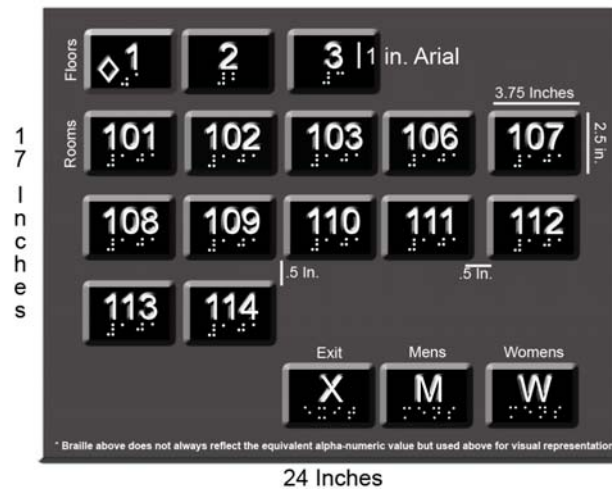 Floors
1 2 3 1 in. Arial
3.75 Inches
Rooms
101 102 103 106 107
2.5 in.
17 Inches
108 109 110 111 112
.5 In. .5 In.
113 114
Exit Mens Womens
X M W
* Braille above does not always reflect the equivalent alpha-numeric value but used above for visual representation
24 Inches